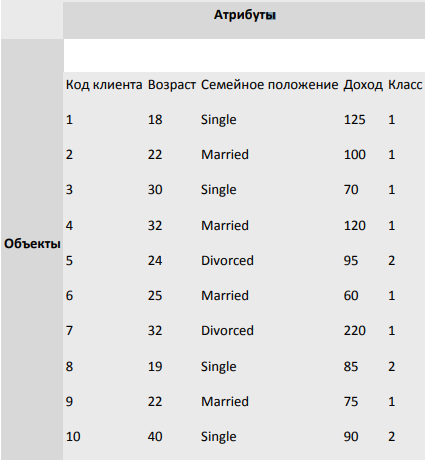 Атрибуты
Код клиента Возраст Семейное положение Доход Класс
1 18 Single 125 1
2 22 Married 100 1
3 30 Single 70 1
4 32 Married 120 1
Объекты
5 24 Divorced 95 2
6 25 Married 60 1
7 32 Divorced 220 1
8 19 Single 85 2
9 22 Married 75 1
10 40 Single 90 2